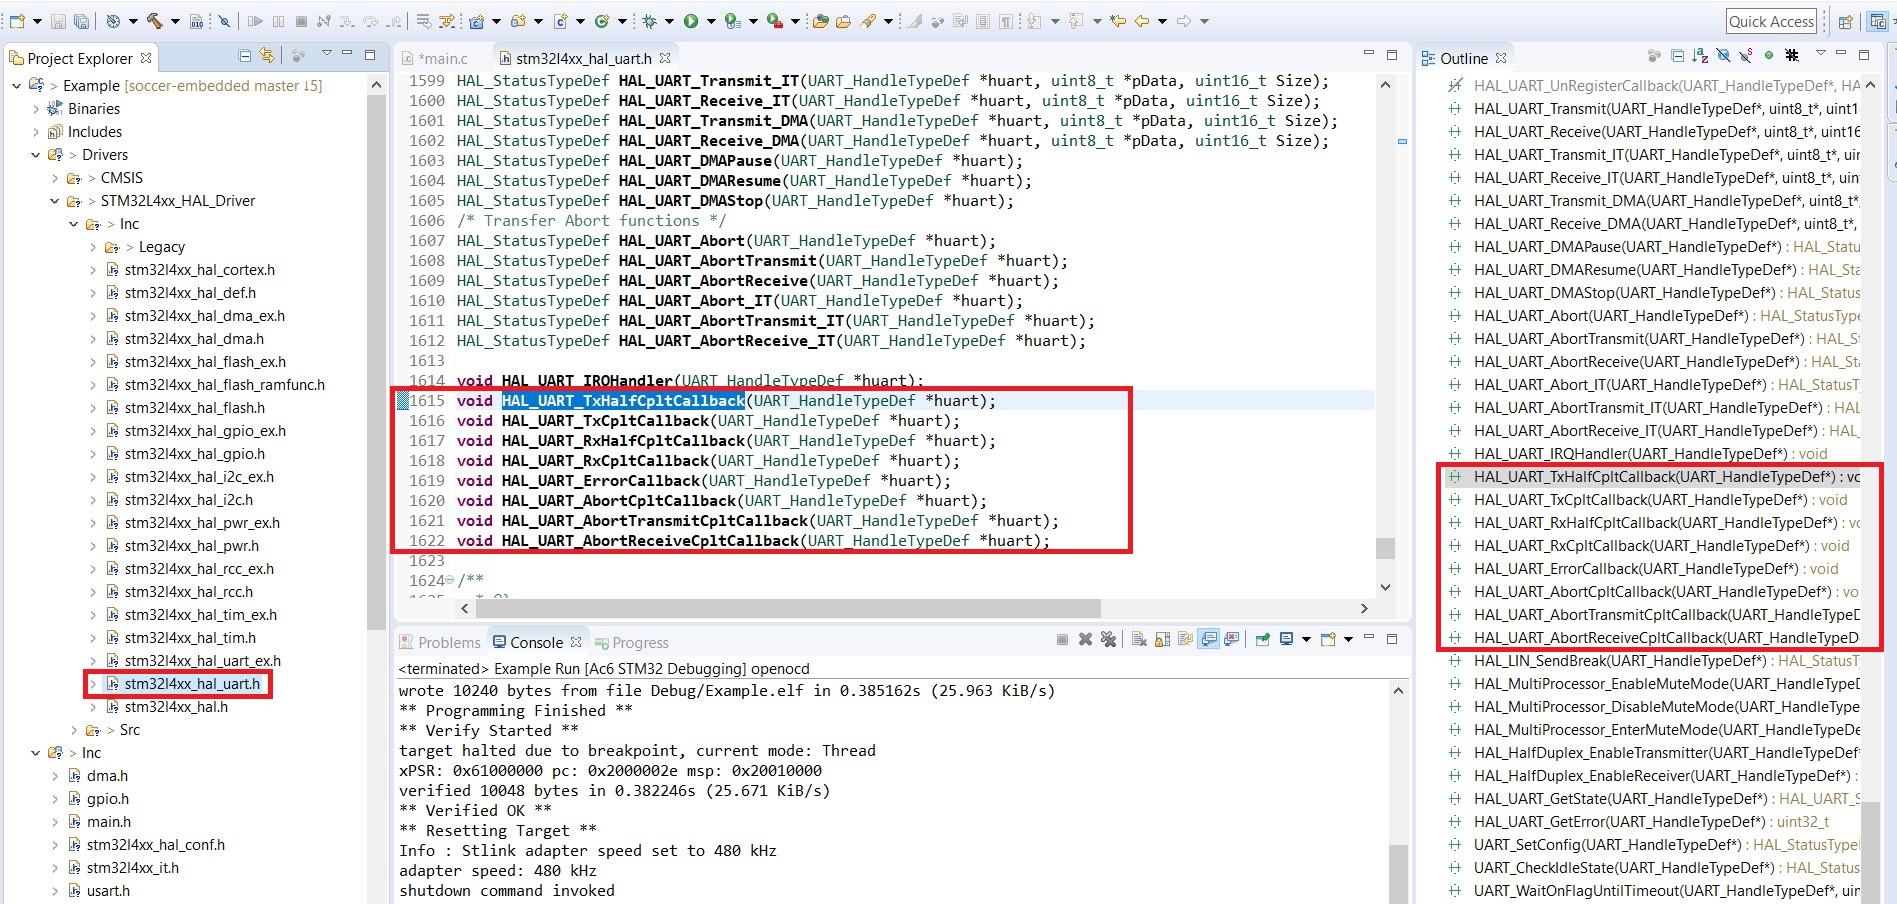 Quick Access
Project Explorer
> Example [soccer-embedded master ↓5]
Binaries
Includes
> Drivers
> CMSIS
> STM32L4xx_HAL_Driver
> Inc
> Legacy
stm32l4xx_hal_cortex.h
stm32l4xx_hal_def.h
stm32l4xx_hal_dma_ex.h
stm32l4xx_hal_dma.h
stm32l4xx_hal_flash_ex.h
stm32l4xx_hal_flash_ramfunc.h
stm32l4xx_hal_flash.h
stm32l4xx_hal_gpio_ex.h
stm32l4xx_hal_gpio.h
stm32l4xx_hal_i2c_ex.h
stm32l4xx_hal_i2c.h
stm32l4xx_hal_pwr_ex.h
stm32l4xx_hal_pwr.h
stm32l4xx_hal_rcc_ex.h
stm32l4xx_hal_rcc.h
stm32l4xx_hal_tim_ex.h
stm32l4xx_hal_tim.h
stm32l4xx_hal_uart_ex.h
stm32l4xx_hal_uart.h
stm32l4xx_hal.h
> Src
> Inc
dma.h
gpio.h
main.h
stm32l4xx_hal_conf.h
stm32l4xx_it.h
usart.h
*main.c
stm32l4xx_hal_uart.h
1599 HAL_StatusTypeDef HAL_UART_Transmit_IT(UART_HandleTypeDef *huart, uint8_t *pData, uint16_t Size);
1600 HAL_StatusTypeDef HAL_UART_Receive_IT(UART_HandleTypeDef *huart, uint8_t *pData, uint16_t Size);
1601 HAL_StatusTypeDef HAL_UART_Transmit_DMA(UART_HandleTypeDef *huart, uint8_t *pData, uint16_t Size);
1602 HAL_StatusTypeDef HAL_UART_Receive_DMA(UART_HandleTypeDef *huart, uint8_t *pData, uint16_t Size);
1603 HAL_StatusTypeDef HAL_UART_DMAPause(UART_HandleTypeDef *huart);
1604 HAL_StatusTypeDef HAL_UART_DMAResume(UART_HandleTypeDef *huart);
1605 HAL_StatusTypeDef HAL_UART_DMAStop(UART_HandleTypeDef *huart);
1606 /* Transfer Abort functions */
1607 HAL_StatusTypeDef HAL_UART_Abort(UART_HandleTypeDef *huart);
1608 HAL_StatusTypeDef HAL_UART_AbortTransmit(UART_HandleTypeDef *huart);
1609 HAL_StatusTypeDef HAL_UART_AbortReceive(UART_HandleTypeDef *huart);
1610 HAL_StatusTypeDef HAL_UART_Abort_IT(UART_HandleTypeDef *huart);
1611 HAL_StatusTypeDef HAL_UART_AbortTransmit_IT(UART_HandleTypeDef *huart);
1612 HAL_StatusTypeDef HAL_UART_AbortReceive_IT(UART_HandleTypeDef *huart);
1613
1614 void HAL_UART_IRQHandler(UART_HandleTypeDef *huart);
1615 void HAL_UART_TxHalfCpltCallback(UART_HandleTypeDef *huart);
1616 void HAL_UART_TxCpltCallback(UART_HandleTypeDef *huart);
1617 void HAL_UART_RxHalfCpltCallback(UART_HandleTypeDef *huart);
1618 void HAL_UART_RxCpltCallback(UART_HandleTypeDef *huart);
1619 void HAL_UART_ErrorCallback(UART_HandleTypeDef *huart);
1620 void HAL_UART_AbortCpltCallback(UART_HandleTypeDef *huart);
1621 void HAL_UART_AbortTransmitCpltCallback(UART_HandleTypeDef *huart);
1622 void HAL_UART_AbortReceiveCpltCallback(UART_HandleTypeDef *huart);
1623
1624 /**
Problems Console Progress
<terminated> Example Run [Ac6 STM32 Debugging] openocd
wrote 10240 bytes from file Debug/Example.elf in 0.385162s (25.963 KiB/s)
** Programming Finished **
** Verify Started **
target halted due to breakpoint, current mode: Thread
xPSR: 0x61000000 pc: 0x2000002e msp: 0x20010000
verified 10048 bytes in 0.382246s (25.671 KiB/s)
** Verified OK **
** Resetting Target **
Info : Stlink adapter speed set to 480 kHz
adapter speed: 480 kHz
shutdown command invoked
Outline
HAL_UART_UnRegisterCallback(UART_HandleTypeDef*, HA
HAL_UART_Transmit(UART_HandleTypeDef*, uint8_t*, uint1
HAL_UART_Receive(UART_HandleTypeDef*, uint8_t*, uint16
HAL_UART_Transmit_IT(UART_HandleTypeDef*, uint8_t*, ui
HAL_UART_Receive_IT(UART_HandleTypeDef*, uint8_t*, uin
HAL_UART_Transmit_DMA(UART_HandleTypeDef*, uint8_t*,
HAL_UART_Receive_DMA(UART_HandleTypeDef*, uint8_t*, u
HAL_UART_DMAPause(UART_HandleTypeDef*) : HAL_Statu
HAL_UART_DMAResume(UART_HandleTypeDef*) : HAL_Sta
HAL_UART_DMAStop(UART_HandleTypeDef*) : HAL_Status
HAL_UART_Abort(UART_HandleTypeDef*) : HAL_StatusType
HAL_UART_AbortTransmit(UART_HandleTypeDef*) : HAL_S
HAL_UART_AbortReceive(UART_HandleTypeDef*) : HAL_St
HAL_UART_Abort_IT(UART_HandleTypeDef*) : HAL_StatusT
HAL_UART_AbortTransmit_IT(UART_HandleTypeDef*) : HAL
HAL_UART_AbortReceive_IT(UART_HandleTypeDef*) : HAL_
HAL_UART_IRQHandler(UART_HandleTypeDef*) : void
HAL_UART_TxHalfCpltCallback(UART_HandleTypeDef*) : vo
HAL_UART_TxCpltCallback(UART_HandleTypeDef*) : void
HAL_UART_RxHalfCpltCallback(UART_HandleTypeDef*) : vo
HAL_UART_RxCpltCallback(UART_HandleTypeDef*) : void
HAL_UART_ErrorCallback(UART_HandleTypeDef*) : void
HAL_UART_AbortCpltCallback(UART_HandleTypeDef*) : vo
HAL_UART_AbortTransmitCpltCallback(UART_HandleTypeD
HAL_UART_AbortReceiveCpltCallback(UART_HandleTypeD
HAL_LIN_SendBreak(UART_HandleTypeDef*) : HAL_StatusT
HAL_MultiProcessor_EnableMuteMode(UART_HandleTypeD
HAL_MultiProcessor_DisableMuteMode(UART_HandleType
HAL_MultiProcessor_EnterMuteMode(UART_HandleTypeDe
HAL_HalfDuplex_EnableTransmitter(UART_HandleTypeDef
HAL_HalfDuplex_EnableReceiver(UART_HandleTypeDef*) :
HAL_UART_GetState(UART_HandleTypeDef*) : HAL_UART_S
HAL_UART_GetError(UART_HandleTypeDef*) : uint32_t
UART_SetConfig(UART_HandleTypeDef*) : HAL_StatusType
UART_CheckIdleState(UART_HandleTypeDef*) : HAL_Status
UART_WaitOnFlagUntilTimeout(UART_HandleTypeDef*, uin